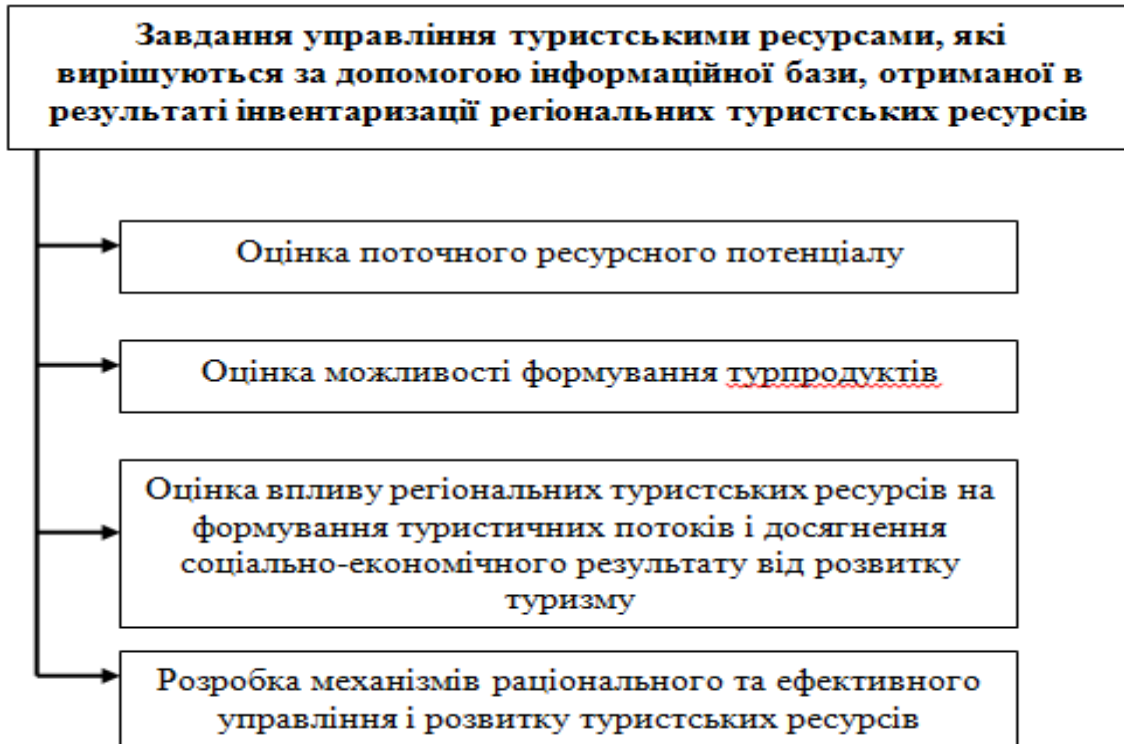 Завдання управління туристськими ресурсами, які
вирішуються за допомогою інформаційної бази, отриманої в
результаті інвентаризації регіональних туристських ресурсів
Оцінка поточного ресурсного потенціалу
Оцінка можливості формування турпродуктів
Оцінка впливу регіональних туристських ресурсів на
формування туристичних потоків і досягнення
соціально-економічного результату від розвитку
туризму
Розробка механізмів раціонального та ефективного
управління і розвитку туристських ресурсів